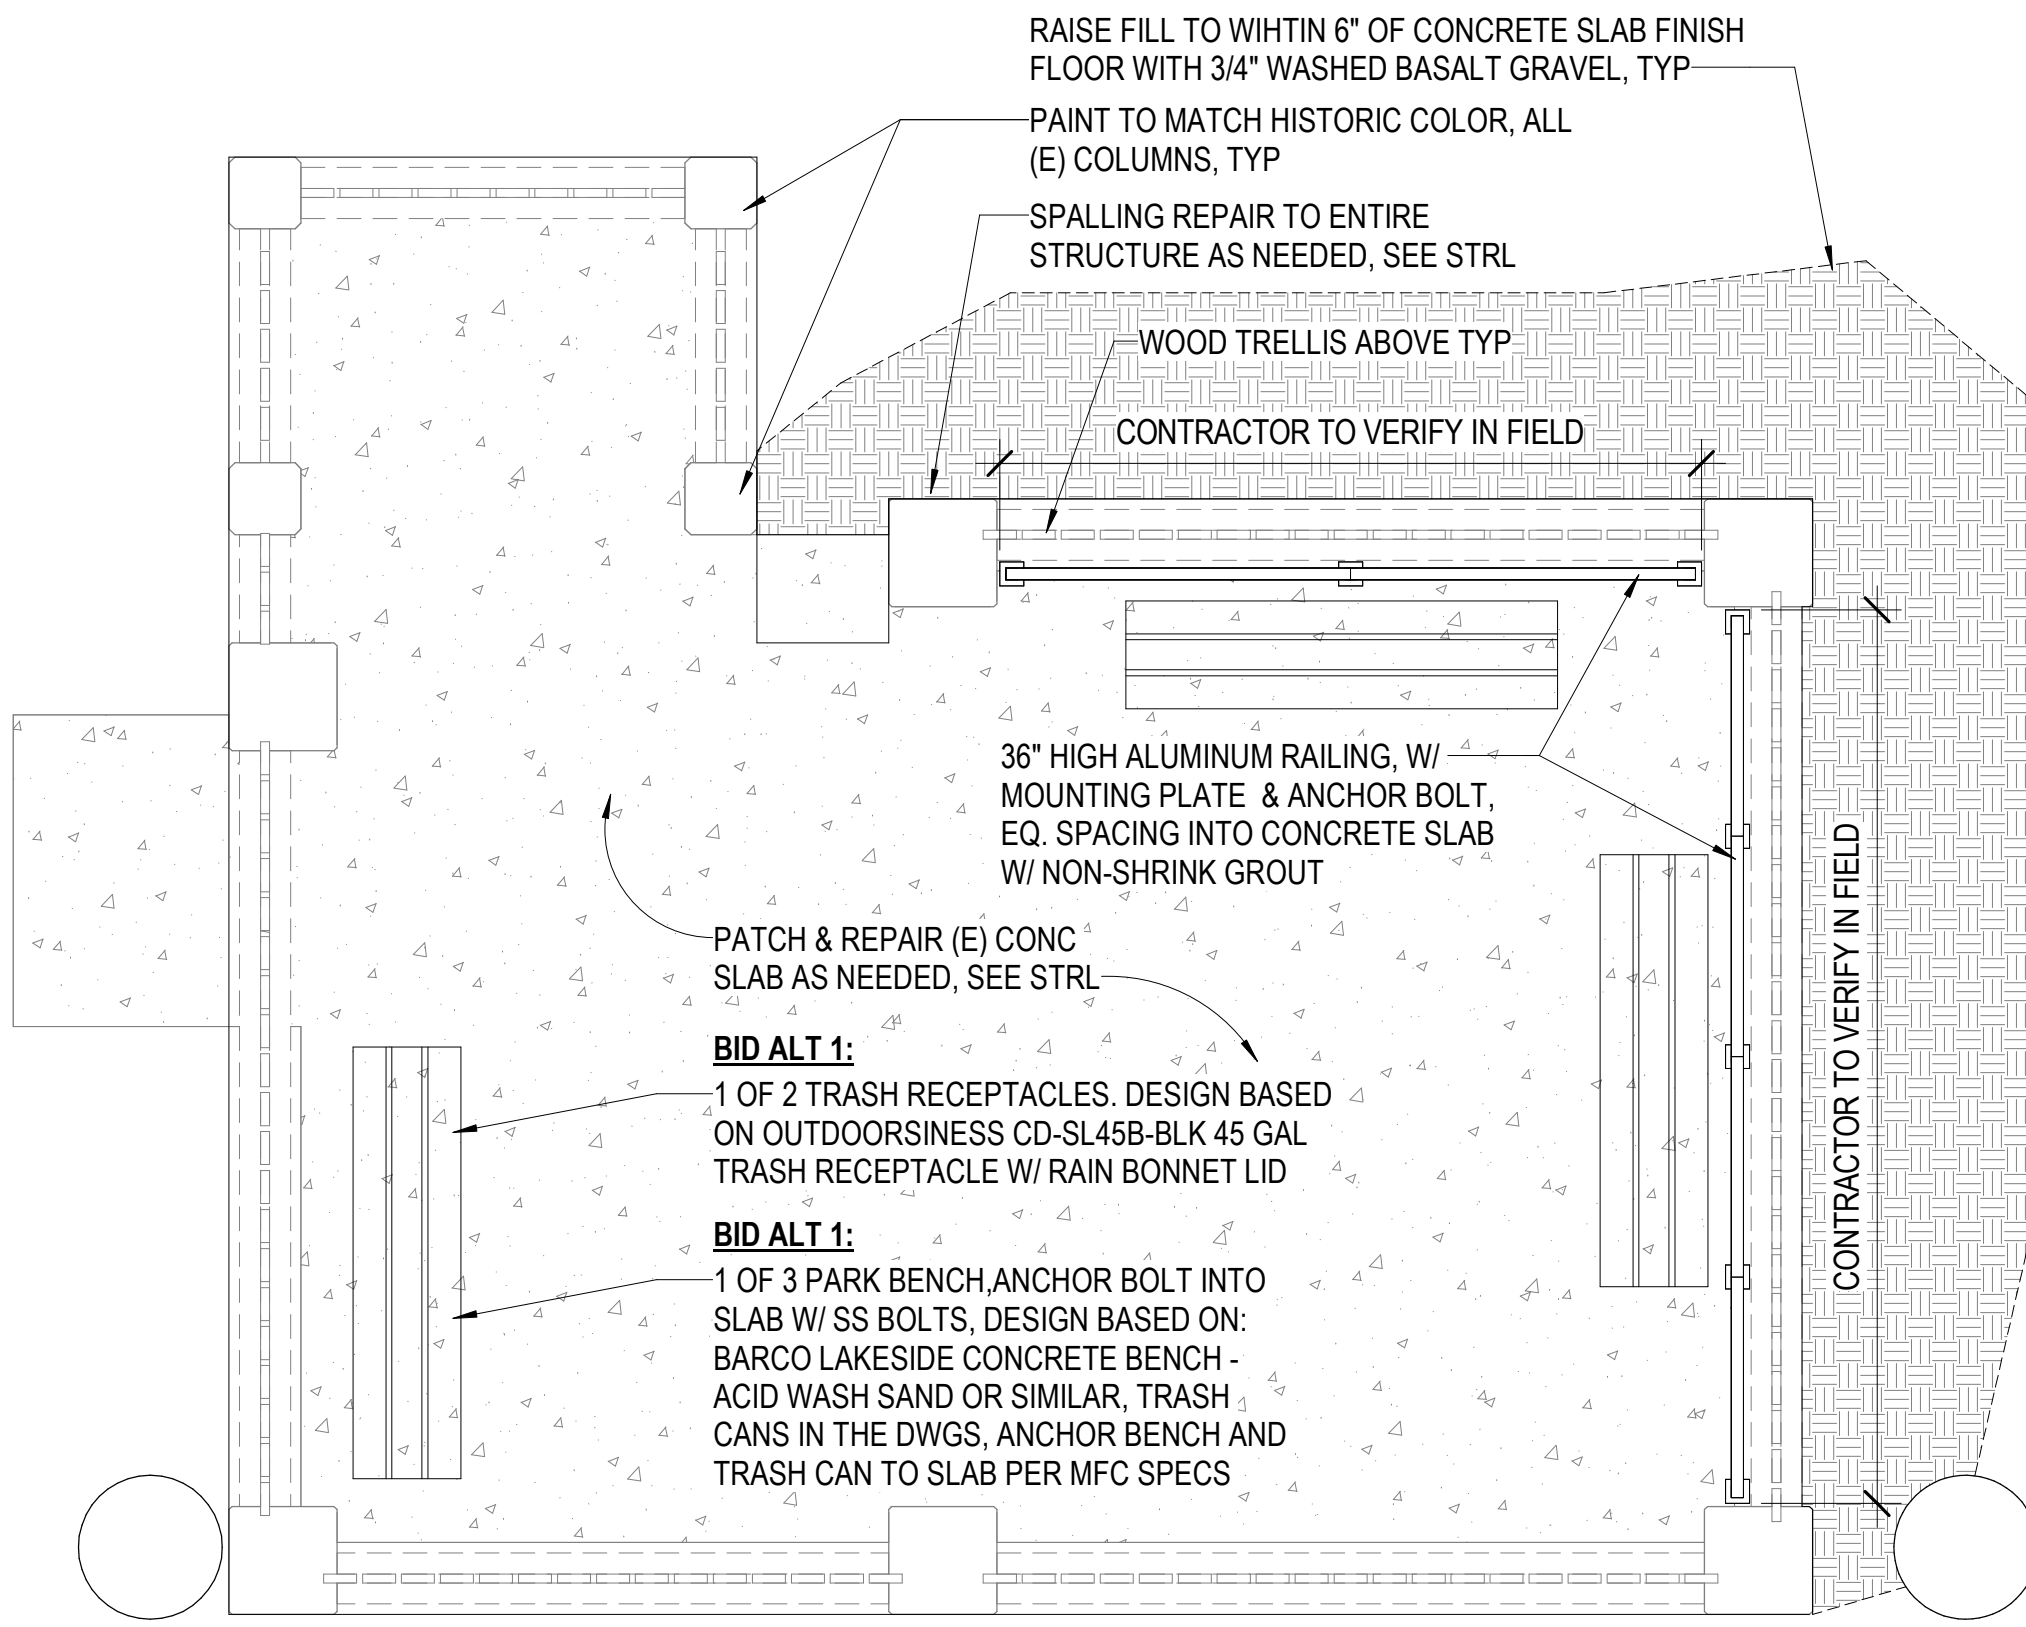 RAISE FILL TO WIHTIN 6" OF CONCRETE SLAB FINISH
FLOOR WITH 3/4" WASHED BASALT GRAVEL, TYP
PAINT TO MATCH HISTORIC COLOR, ALL
(E) COLUMNS, TYP
SPALLING REPAIR TO ENTIRE
STRUCTURE AS NEEDED, SEE STRL
WOOD TRELLIS ABOVE TYP
CONTRACTOR TO VERIFY IN FIELD
36" HIGH ALUMINUM RAILING, W/
MOUNTING PLATE & ANCHOR BOLT,
EQ. SPACING INTO CONCRETE SLAB
W/ NON-SHRINK GROUT
CONTRACTOR TO VERIFY IN FIELD
PATCH & REPAIR (E) CONC
SLAB AS NEEDED, SEE STRL
BID ALT 1:
1 OF 2 TRASH RECEPTACLES. DESIGN BASED
ON OUTDOORSINESS CD-SL45B-BLK 45 GAL
TRASH RECEPTACLE W/ RAIN BONNET LID
BID ALT 1:
1 OF 3 PARK BENCH,ANCHOR BOLT INTO
SLAB W/ SS BOLTS, DESIGN BASED ON:
BARCO LAKESIDE CONCRETE BENCH -
ACID WASH SAND OR SIMILAR, TRASH
CANS IN THE DWGS, ANCHOR BENCH AND
TRASH CAN TO SLAB PER MFC SPECS